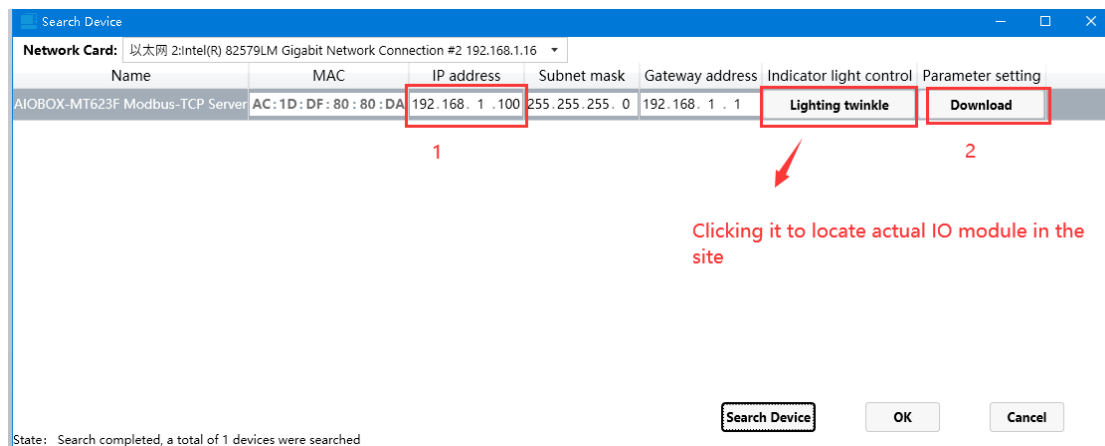 Search Device
Network Card: 以太网 2:Intel(R) 82579LM Gigabit Network Connection #2 192.168.1.16
Name MAC IP address Subnet mask Gateway address Indicator light control Parameter setting
AIOBOX-MT623F Modbus-TCP Server AC:1D:DF:80:80:DA 192.168. 1 .100 255.255.255. 0 192.168. 1 . 1 Lighting twinkle Download
1 2
Clicking it to locate actual IO module in the
site
Search Device OK Cancel
State: Search completed, a total of 1 devices were searched